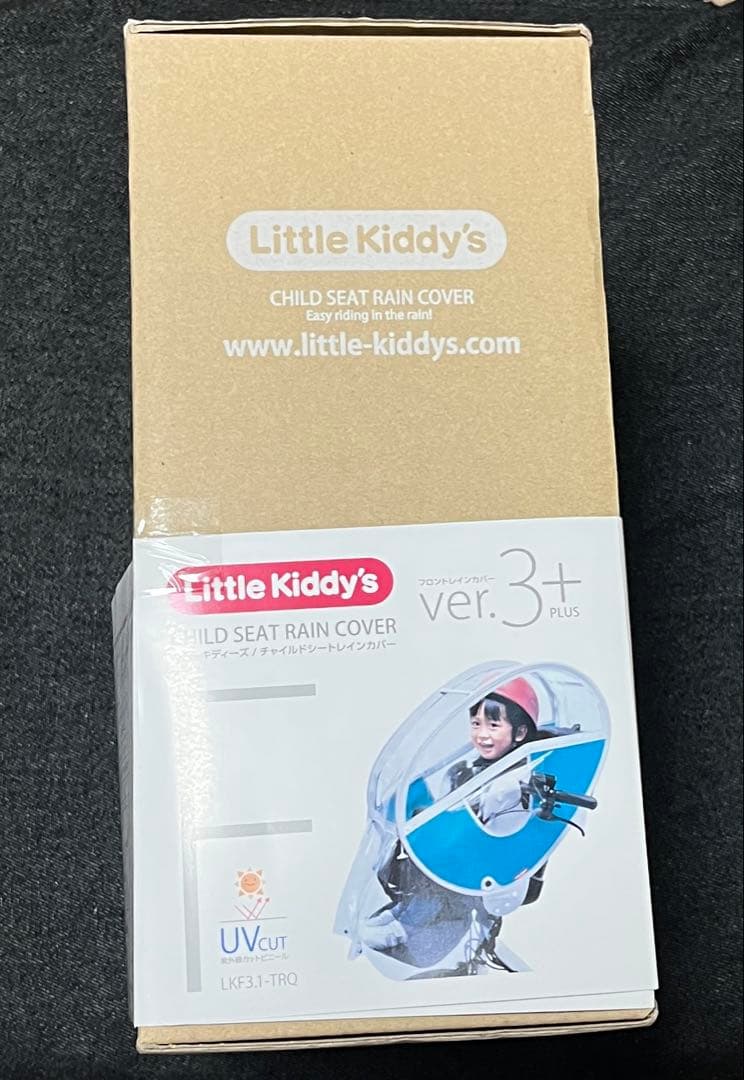 Little Kiddy's
CHILD SEAT RAIN COVER
Easy riding in the rain!
www.little-kiddys.com
Little Kiddy's
フロントレインカバー
ver.3+
PLUS
HILD SEAT RAIN COVER
キディーズ / チャイルドシートレインカバー
UV CUT
紫外線カットビニール
LKF3.1-TRQ